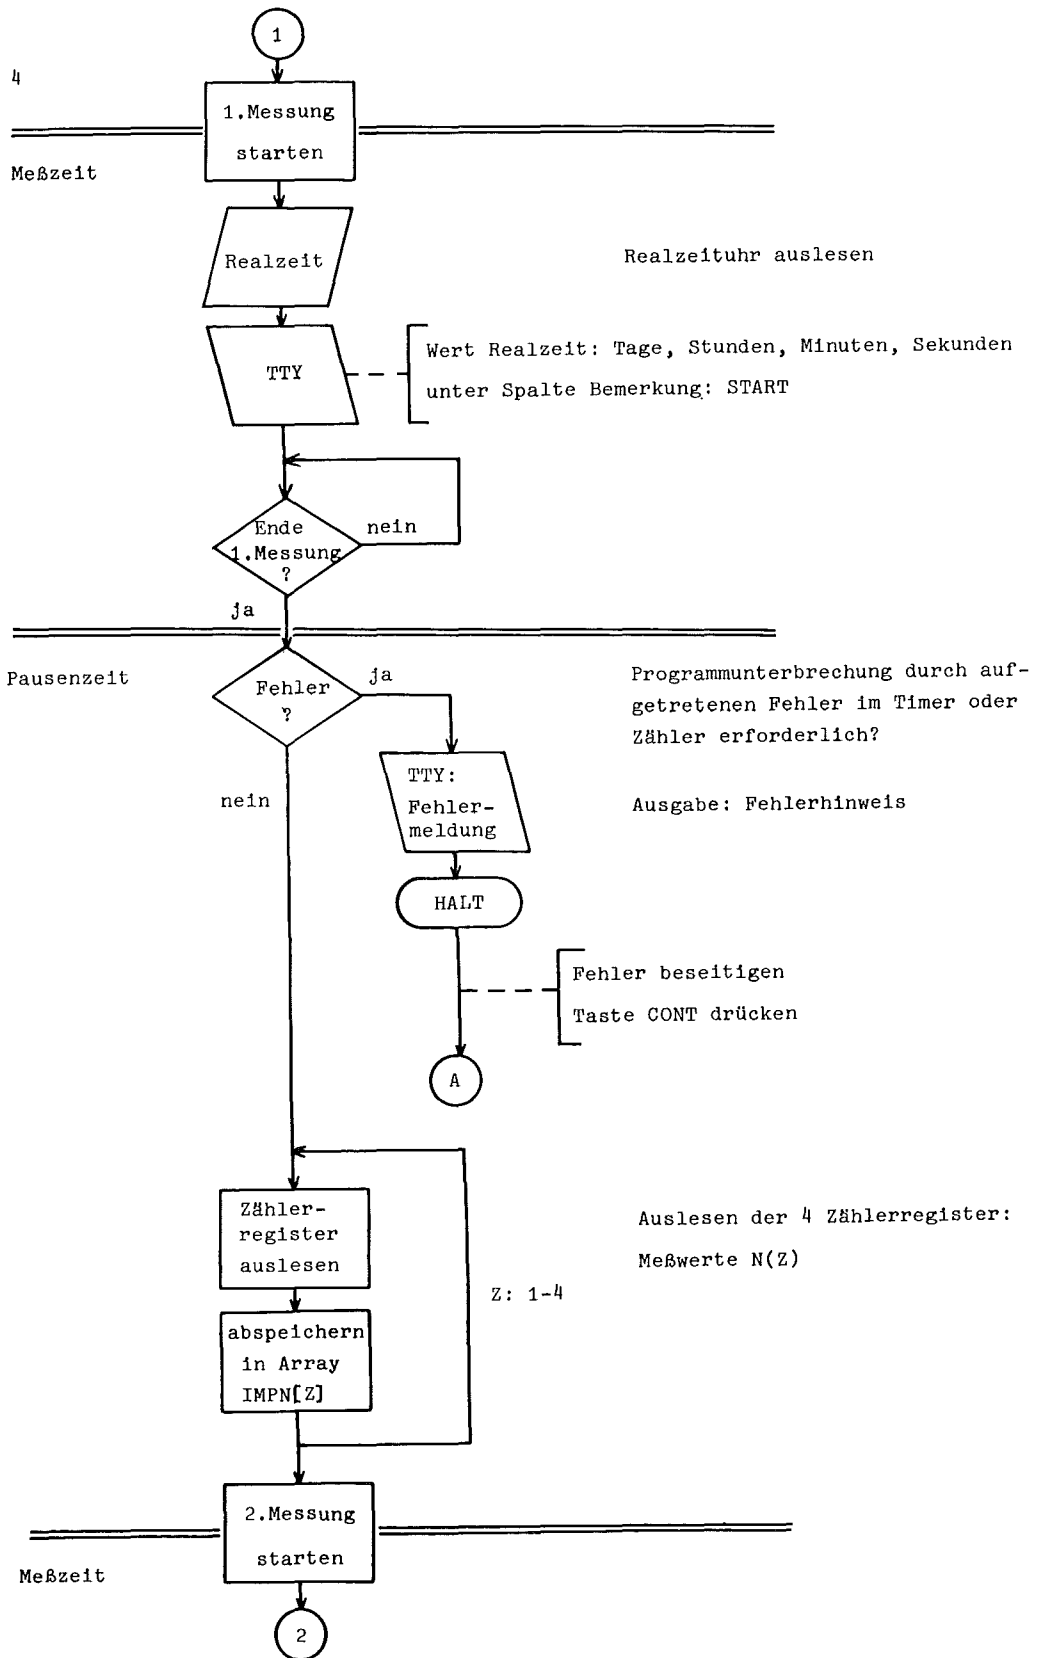 1
4
1.Messung
starten
Meßzeit
Realzeit
Realzeituhr auslesen
TTY
Wert Realzeit: Tage, Stunden, Minuten, Sekunden
unter Spalte Bemerkung: START
Ende
1.Messung
?
nein
ja
Pausenzeit
Fehler
?
ja
Programmunterbrechung durch auf-
getretenen Fehler im Timer oder
Zähler erforderlich?
nein
TTY:
Fehler-
meldung
Ausgabe: Fehlerhinweis
HALT
Fehler beseitigen
Taste CONT drücken
A
Zähler-
register
auslesen
Auslesen der 4 Zählerregister:
Meßwerte N(Z)
Z: 1-4
abspeichern
in Array
IMPN[Z]
2.Messung
starten
Meßzeit
2